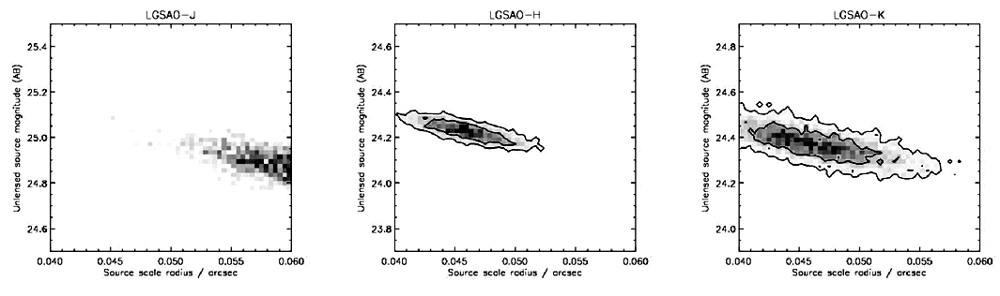 LGSAO-J
LGSAO-H
LGSAO-K
Unlensed source magnitude (AB)
25.4
25.2
25.0
24.8
24.6
0.040 0.045 0.050 0.055 0.060
Source scale radius / arcsec
Unlensed source magnitude (AB)
24.6
24.4
24.2
24.0
23.8
0.040 0.045 0.050 0.055 0.060
Source scale radius / arcsec
Unlensed source magnitude (AB)
24.8
24.6
24.4
24.2
24.0
0.040 0.045 0.050 0.055 0.060
Source scale radius / arcsec